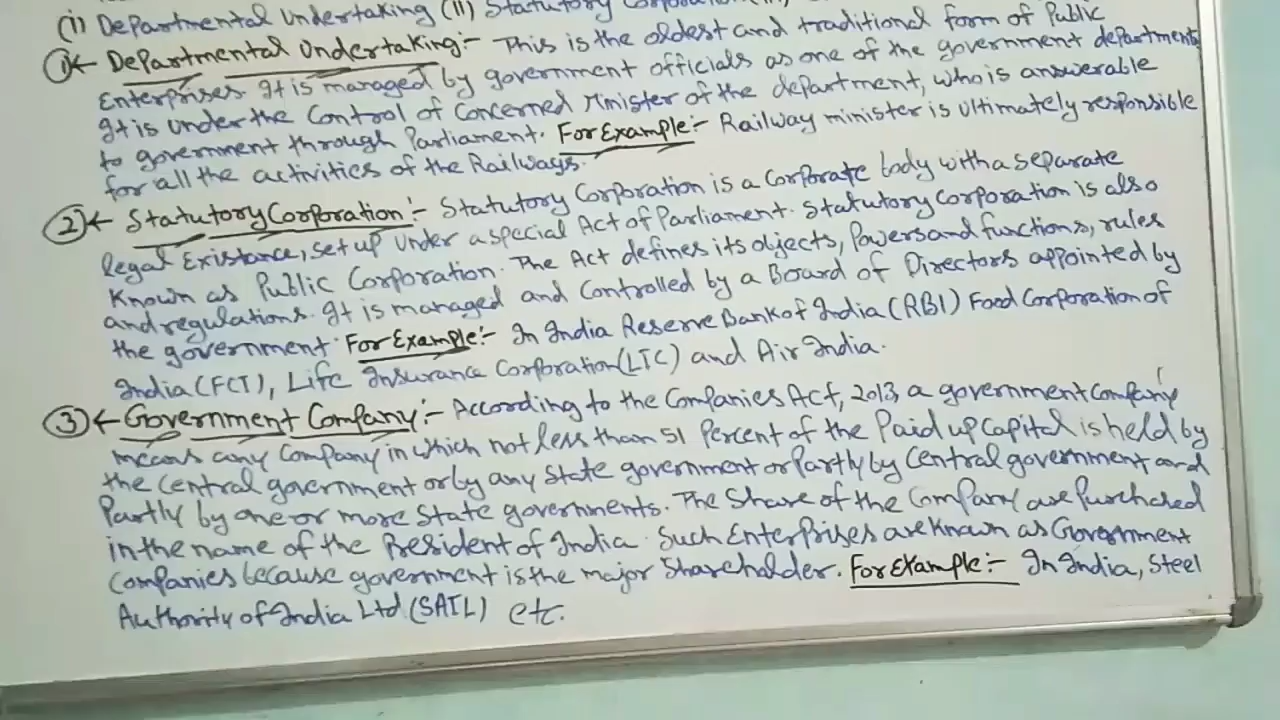 (i) Departmental Undertaking (ii) Statutory
① ← Departmental Undertaking:- This is the oldest and traditional form of Public
Enterprises. It is managed by government officials as one of the government departments
It is under the Control of Concerned Minister of the department, who is answerable
to government through Parliament. For Example:- Railway minister is ultimately responsible
for all the activities of the Railways.
② ← Statutory Corporation:- Statutory Corporation is a Corporate body with a separate
legal Existance, set up under a special Act of Parliament. Statutory Corporation is also
Known as Public Corporation. The Act defines its objects, Powers and functions, rules
and regulations. It is managed and Controlled by a Board of Directors appointed by
the government. For Example:- In India Reserve Bank of India (RBI) Food Corporation of
India (FCI), Life Insurance Corporation (LIC) and Air India.
③ ← Government Company:- According to the Companies Act, 2013, a government Company
means any Company in which not less than 51 Percent of the Paid up Capital is held by
the Central government or by any State government or Partly by Central government and
Partly by one or more State governments. The Share of the Company are Purchased
in the name of the President of India. Such Enterprises are Known as Government
Companies because government is the major Shareholder. For Example:- In India, Steel
Authority of India Ltd. (SAIL) etc.